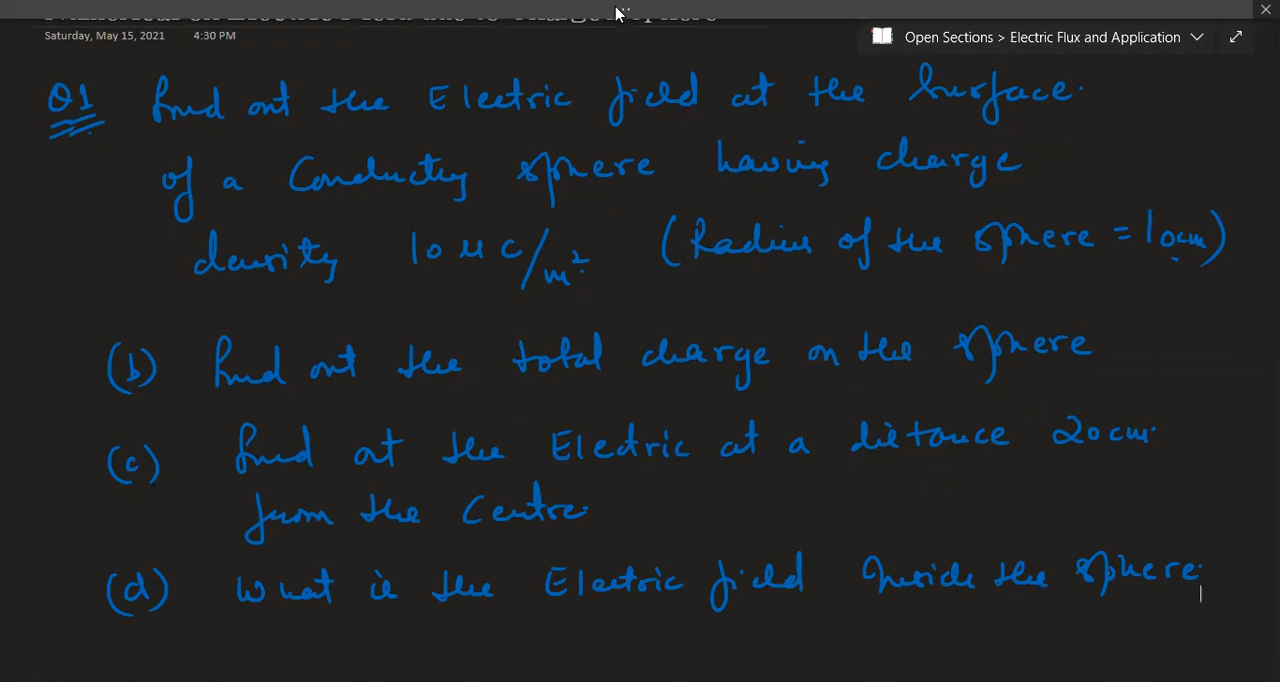 Saturday, May 15, 2021 4:30 PM
Open Sections > Electric Flux and Application
Q1 find out the Electric field at the Surface.
of a Conducting sphere having charge
density 10 μc/m². (Radius of the sphere = 10cm)
(b) find out the total charge on the sphere
(c) find at the Electric at a distance 20cm.
from the Centre.
(d) What is the Electric field Inside the sphere.